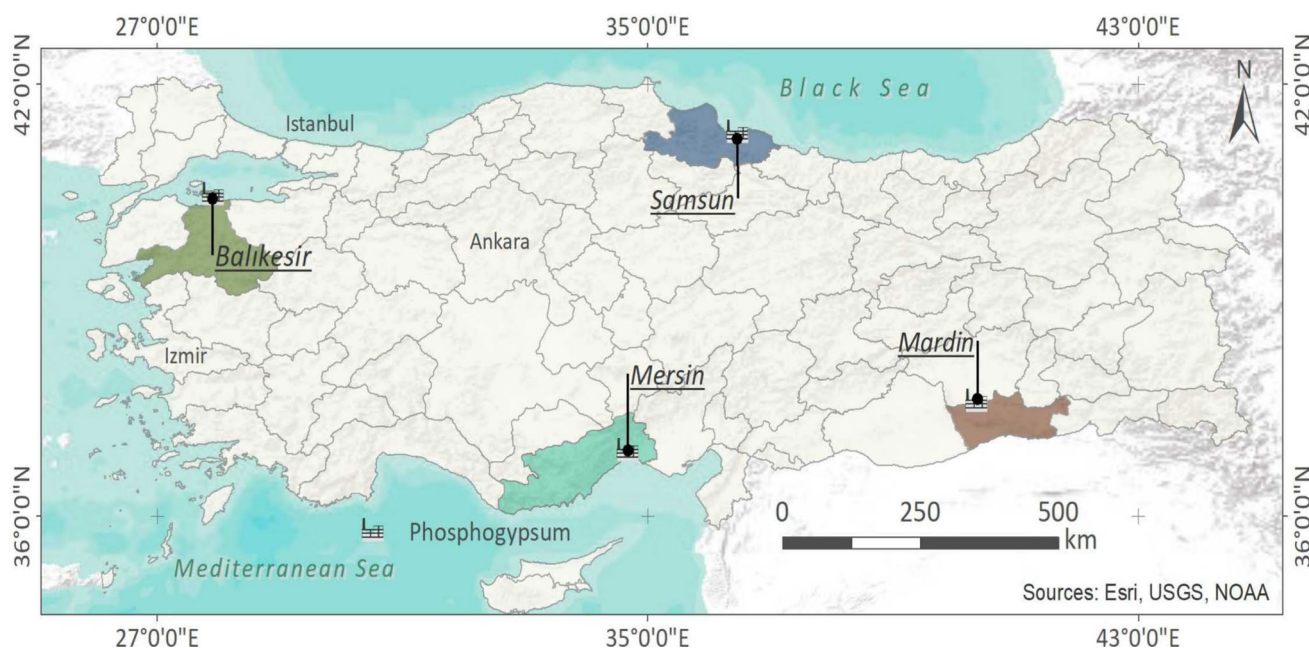 27°0'0"E
35°0'0"E
43°0'0"E
42°0'0"N
42°0'0"N
N
Black Sea
Istanbul
Samsun
Ankara
Balıkesir
Mardin
Izmir
Mersin
36°0'0"N
36°0'0"N
0 250 500
km
Phosphogypsum
Mediterranean Sea
Sources: Esri, USGS, NOAA
27°0'0"E
35°0'0"E
43°0'0"E